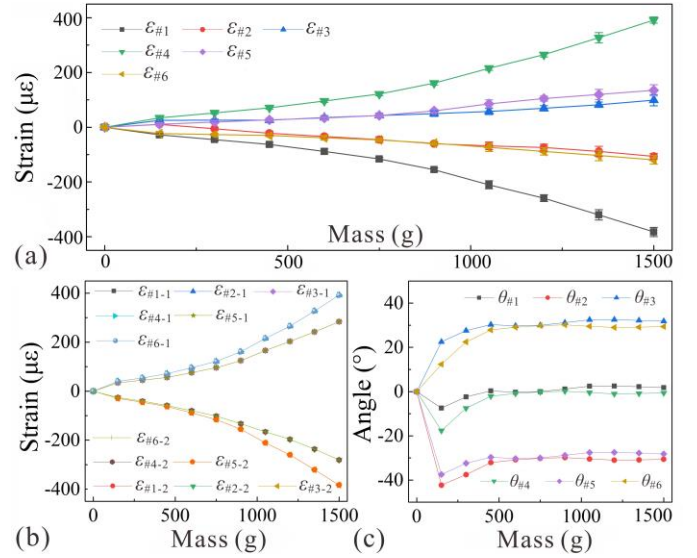 400
200
0
-200
-400
Strain (με)
ε#1 ε#2 ε#3
ε#4 ε#5
ε#6
(a)
Mass (g)
0 500 1000 1500
400
200
0
-200
-400
Strain (με)
ε#1-1 ε#2-1 ε#3-1
ε#4-1 ε#5-1
ε#6-1
ε#6-2
ε#4-2 ε#5-2
ε#1-2 ε#2-2 ε#3-2
0 500 1000 1500
(b) Mass (g)
40
20
0
-20
-40
Angle (°)
θ#1 θ#2 θ#3
θ#4 θ#5 θ#6
0 500 1000 1500
(c) Mass (g)